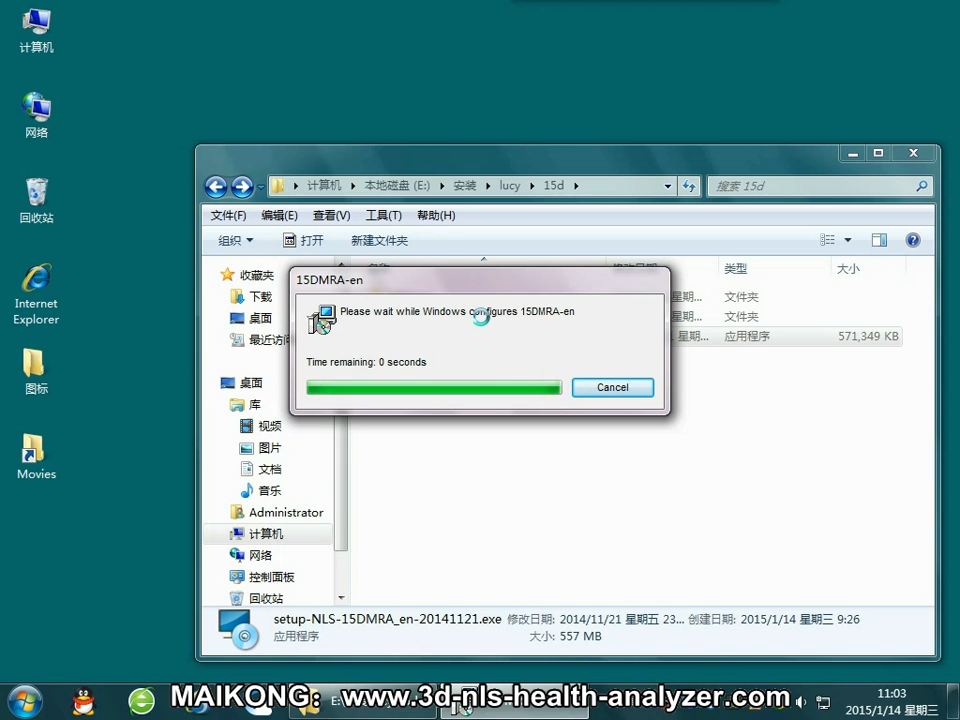 计算机
网络
回收站
Internet
Explorer
图标
Movies
计算机 本地磁盘 (E:) 安装 lucy 15d
搜索 15d
文件(F) 编辑(E) 查看(V) 工具(T) 帮助(H)
组织 打开 新建文件夹
类型 大小
星期... 文件夹
星期... 文件夹
星期... 应用程序 571,349 KB
收藏夹
下载
桌面
最近访
桌面
库
视频
图片
文档
音乐
Administrator
计算机
网络
控制面板
回收站
15DMRA-en
Please wait while Windows configures 15DMRA-en
Time remaining: 0 seconds
Cancel
setup-NLS-15DMRA_en-20141121.exe 修改日期: 2014/11/21 星期五 23... 创建日期: 2015/1/14 星期三 9:26
应用程序 大小: 557 MB
MAIKONG: www.3d-nls-health-analyzer.com
11:03
2015/1/14 星期三